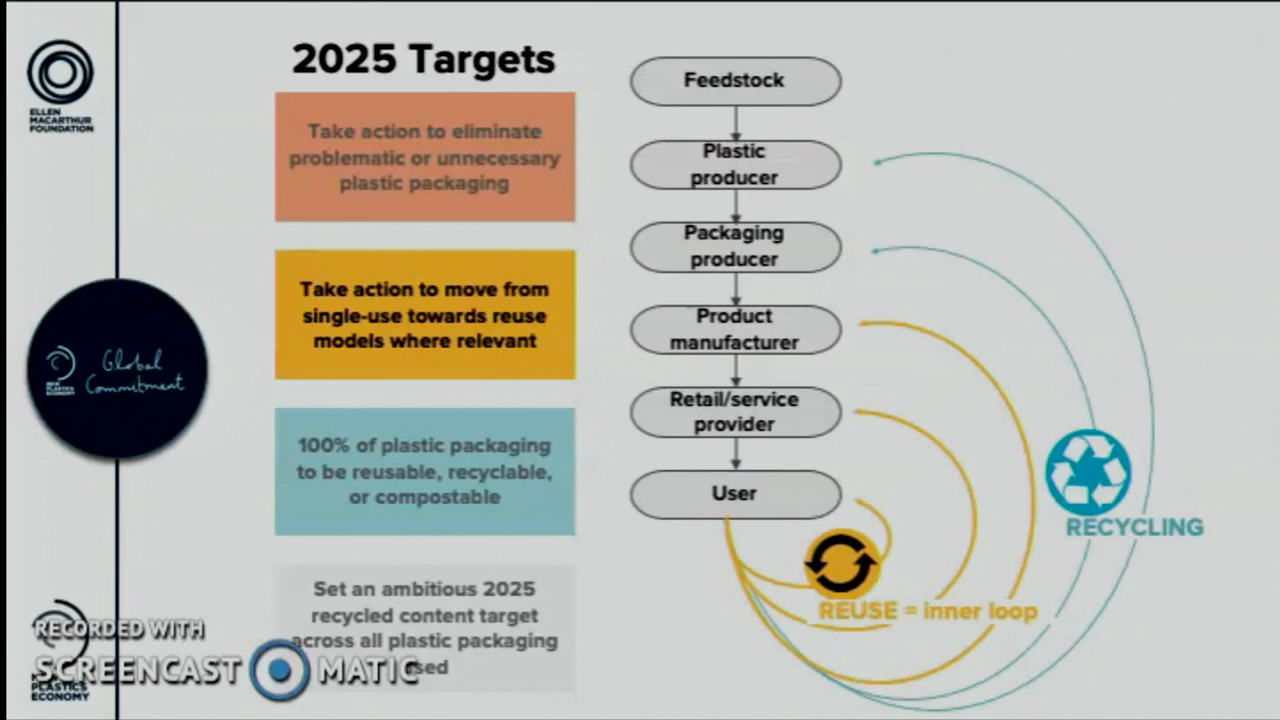 ELLEN
MACARTHUR
FOUNDATION
2025 Targets
Take action to eliminate
problematic or unnecessary
plastic packaging
Take action to move from
single-use towards reuse
models where relevant
100% of plastic packaging
to be reusable, recyclable,
or compostable
Set an ambitious 2025
recycled content target
across all plastic packaging
Feedstock
Plastic
producer
Packaging
producer
Product
manufacturer
Retail/service
provider
User
RECYCLING
REUSE = inner loop
NEW
PLASTICS
ECONOMY
Global
Commitment
RECORDED WITH
SCREENCAST MATIC
PLASTICS
ECONOMY